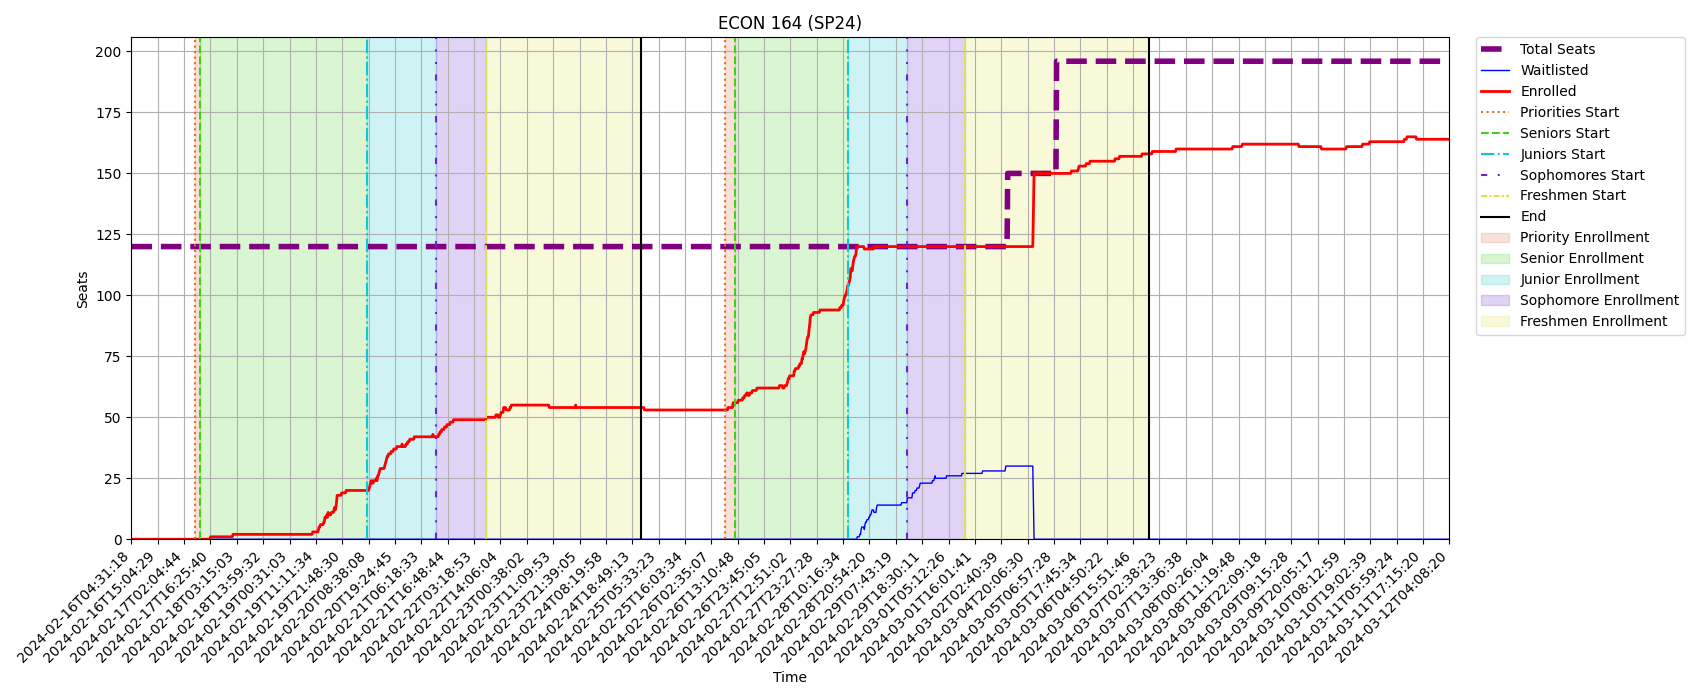 ECON 164 (SP24)
Seats
200
175
150
125
100
75
50
25
0
2024-02-16T04:31:18
2024-02-16T15:04:29
2024-02-17T02:04:44
2024-02-17T16:25:40
2024-02-18T03:15:03
2024-02-18T13:59:32
2024-02-19T00:31:03
2024-02-19T11:11:34
2024-02-19T21:48:30
2024-02-20T08:38:08
2024-02-20T19:24:45
2024-02-21T06:18:33
2024-02-21T16:48:44
2024-02-22T03:18:53
2024-02-22T14:06:04
2024-02-23T00:38:02
2024-02-23T11:09:53
2024-02-23T21:39:05
2024-02-24T08:19:58
2024-02-24T18:49:13
2024-02-25T05:33:23
2024-02-25T16:03:34
2024-02-26T02:35:07
2024-02-26T13:10:48
2024-02-26T23:45:05
2024-02-27T12:51:02
2024-02-27T23:27:28
2024-02-28T10:16:34
2024-02-28T20:54:20
2024-02-29T07:43:19
2024-02-29T18:30:11
2024-03-01T05:12:26
2024-03-01T16:01:41
2024-03-02T02:40:39
2024-03-04T20:06:30
2024-03-05T06:57:28
2024-03-05T17:45:34
2024-03-06T04:50:22
2024-03-06T15:51:46
2024-03-07T02:38:23
2024-03-07T13:36:38
2024-03-08T00:26:04
2024-03-08T11:19:48
2024-03-08T22:09:18
2024-03-09T09:15:28
2024-03-09T20:05:17
2024-03-10T08:12:59
2024-03-10T19:02:39
2024-03-11T05:59:24
2024-03-11T17:15:20
2024-03-12T04:08:20
Time
Total Seats
Waitlisted
Enrolled
Priorities Start
Seniors Start
Juniors Start
Sophomores Start
Freshmen Start
End
Priority Enrollment
Senior Enrollment
Junior Enrollment
Sophomore Enrollment
Freshmen Enrollment